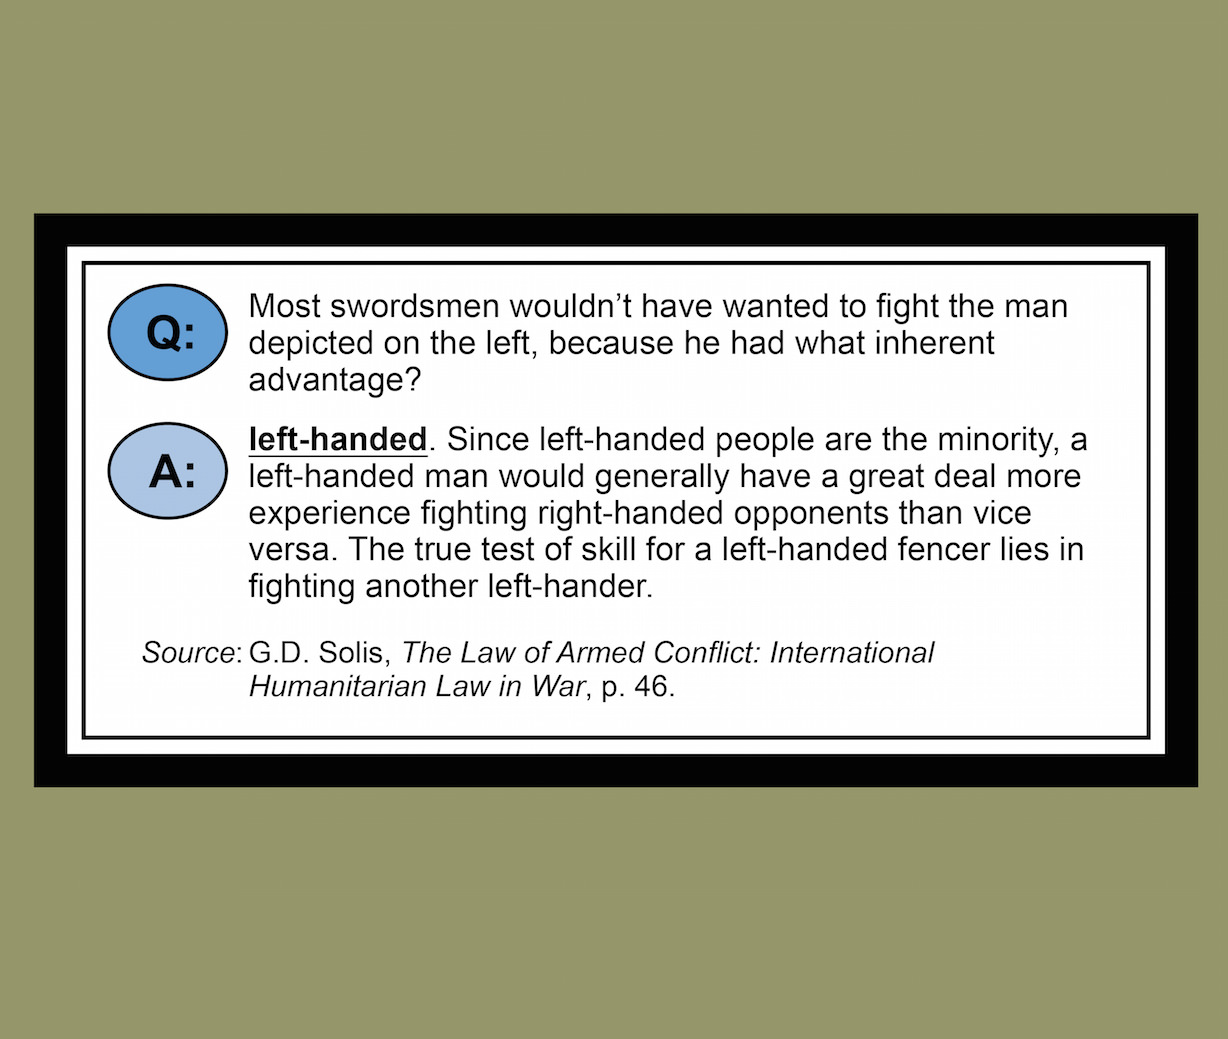 Q: Most swordsmen wouldn’t have wanted to fight the man
depicted on the left, because he had what inherent
advantage?
A: left-handed. Since left-handed people are the minority, a
left-handed man would generally have a great deal more
experience fighting right-handed opponents than vice
versa. The true test of skill for a left-handed fencer lies in
fighting another left-hander.
Source: G.D. Solis, The Law of Armed Conflict: International
Humanitarian Law in War, p. 46.